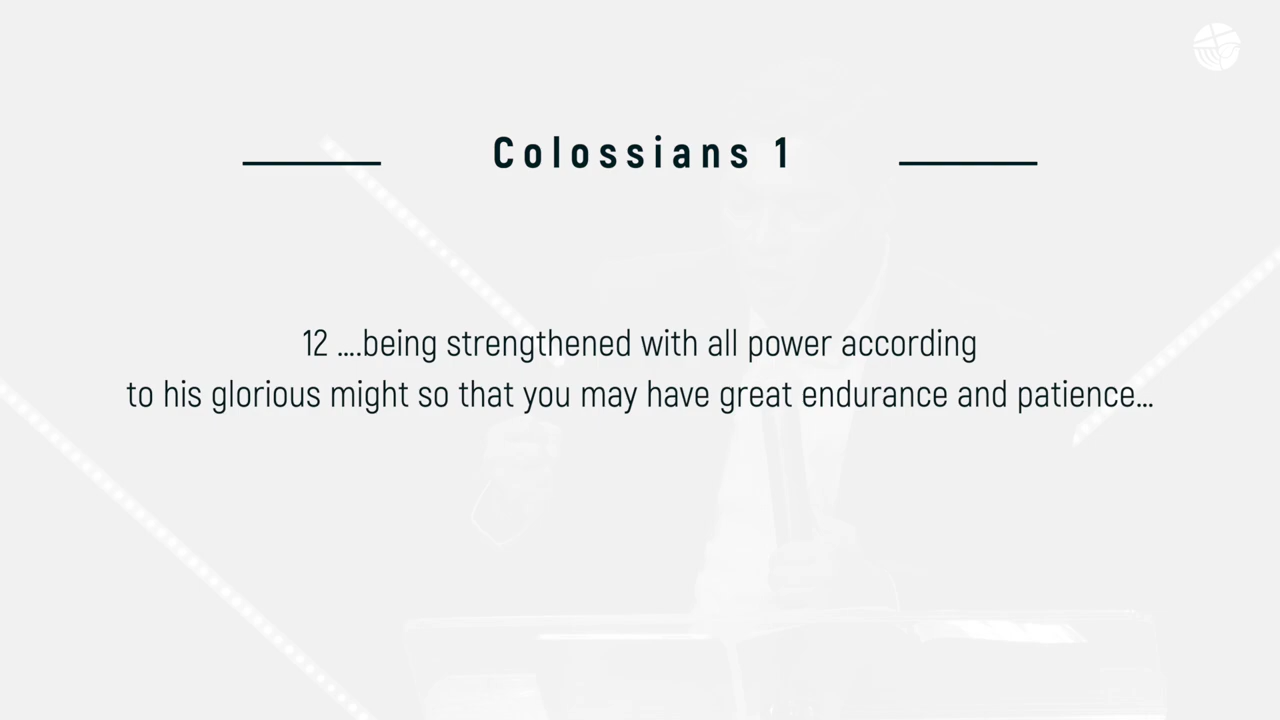 Colossians 1
12 ....being strengthened with all power according
to his glorious might so that you may have great endurance and patience...